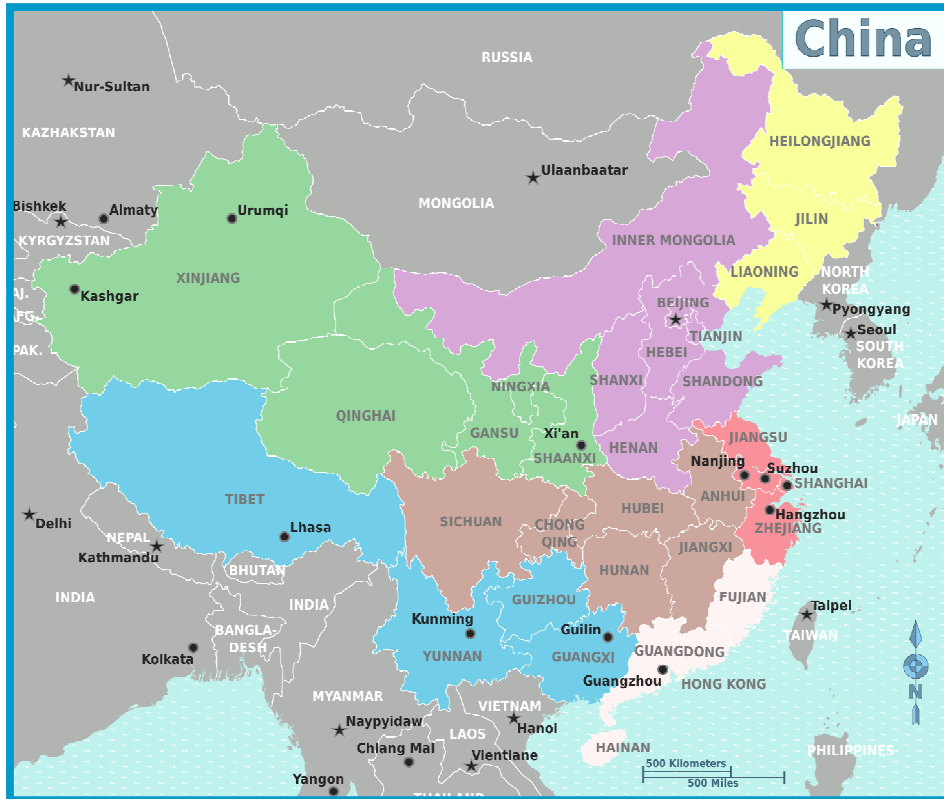 China
RUSSIA
Nur-Sultan
KAZAKHSTAN
HEILONGJIANG
Ulaanbaatar
MONGOLIA
Bishkek
Almaty
Urumqi
KYRGYZSTAN
JILIN
INNER MONGOLIA
XINJIANG
LIAONING
NORTH
KOREA
Kashgar
AJ.
BEIJING
Pyongyang
AFG.
TIANJIN
Seoul
PAK.
HEBEI
SOUTH
KOREA
SHANXI
SHANDONG
NINGXIA
QINGHAI
GANSU
Xi'an
SHAANXI
HENAN
JIANGSU
JAPAN
Nanjing
Suzhou
SHANGHAI
TIBET
ANHUI
HUBEI
Hangzhou
ZHEJIANG
SICHUAN
CHONG
QING
Delhi
Lhasa
NEPAL
Kathmandu
JIANGXI
BHUTAN
HUNAN
INDIA
INDIA
GUIZHOU
FUJIAN
Taipei
Kunming
Guilin
BANGLA-
DESH
TAIWAN
Kolkata
YUNNAN
GUANGXI
GUANGDONG
Guangzhou
HONG KONG
MYANMAR
VIETNAM
N
Naypyidaw
Hanoi
LAOS
Chiang Mai
HAINAN
Vientiane
PHILIPPINES
500 Kilometers
500 Miles
Yangon
THAILAND